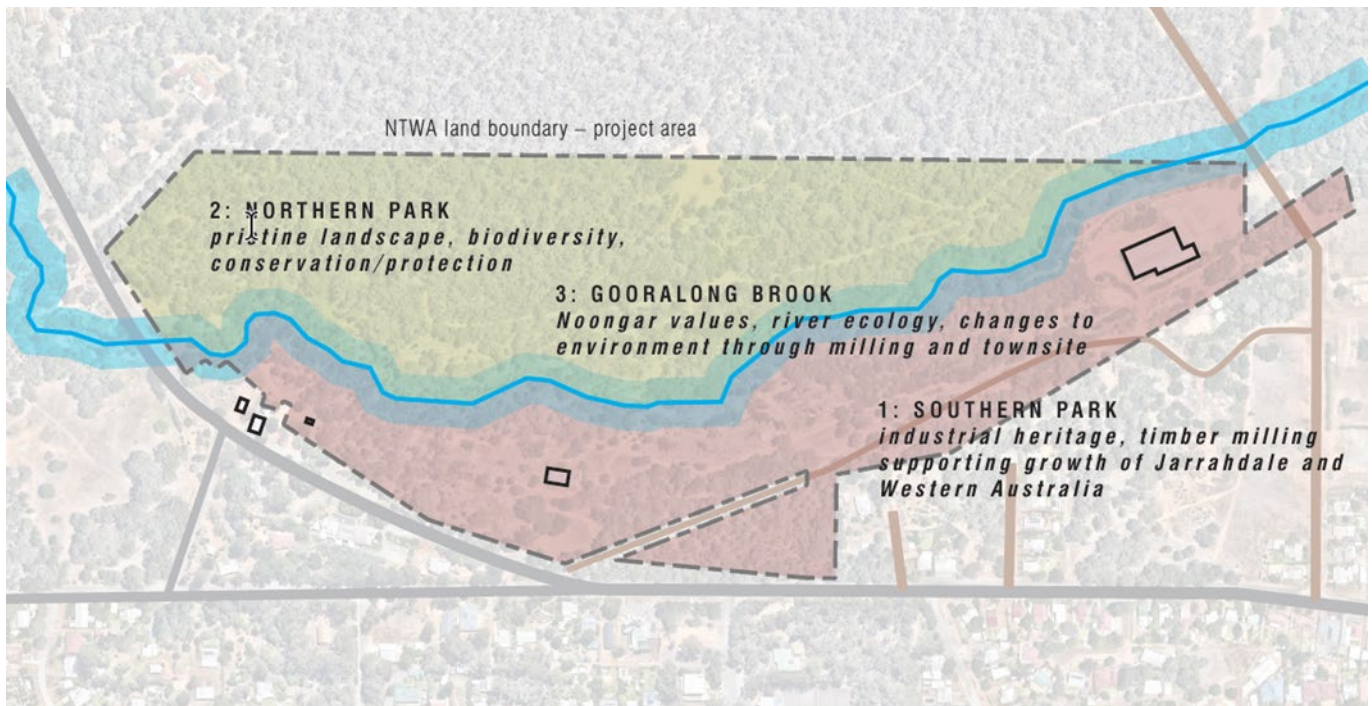 NTWA land boundary – project area
2: NORTHERN PARK
pristine landscape, biodiversity,
conservation/protection
3: GOORALONG BROOK
Noongar values, river ecology, changes to
environment through milling and townsite
1: SOUTHERN PARK
industrial heritage, timber milling
supporting growth of Jarrahdale and
Western Australia